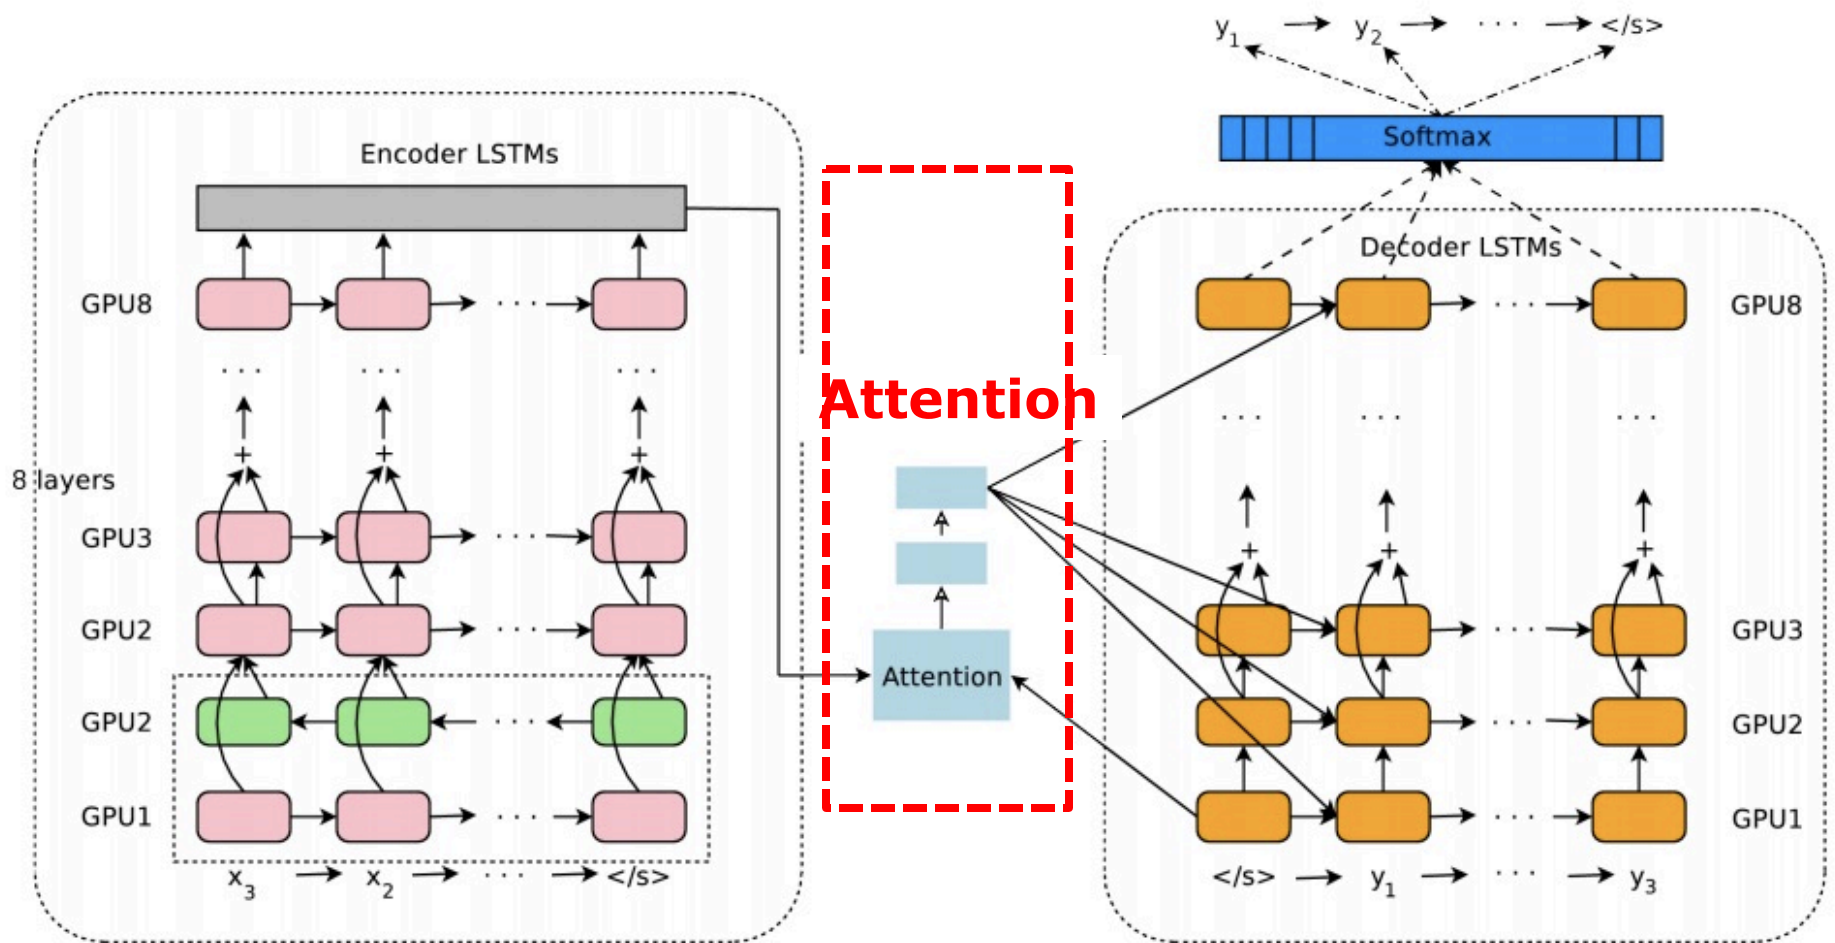 y1 → y2 → ··· → </s>
Softmax
Encoder LSTMs
Decoder LSTMs
GPU8
GPU8
···
···
···
Attention
···
···
···
+
+
+
8 layers
+
+
+
GPU3
GPU3
GPU2
GPU2
Attention
GPU2
GPU1
GPU1
x3 → x2 → ··· → </s>
</s> → y1 → ··· → y3